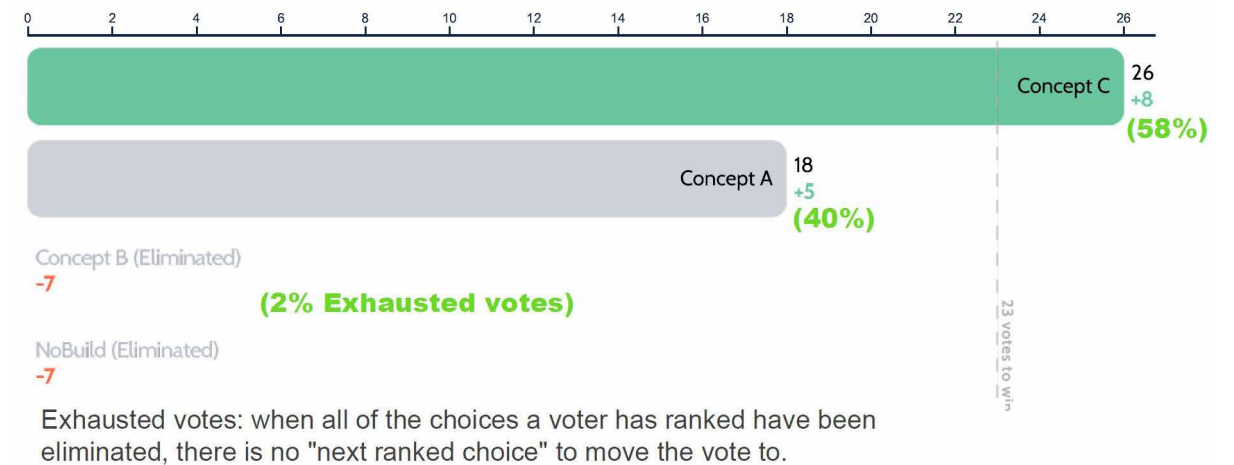 0 2 4 6 8 10 12 14 16 18 20 22 24 26
Concept C
26
+8
(58%)
Concept A
18
+5
(40%)
Concept B (Eliminated)
-7
(2% Exhausted votes)
NoBuild (Eliminated)
-7
23 votes to win
Exhausted votes: when all of the choices a voter has ranked have been
eliminated, there is no "next ranked choice" to move the vote to.